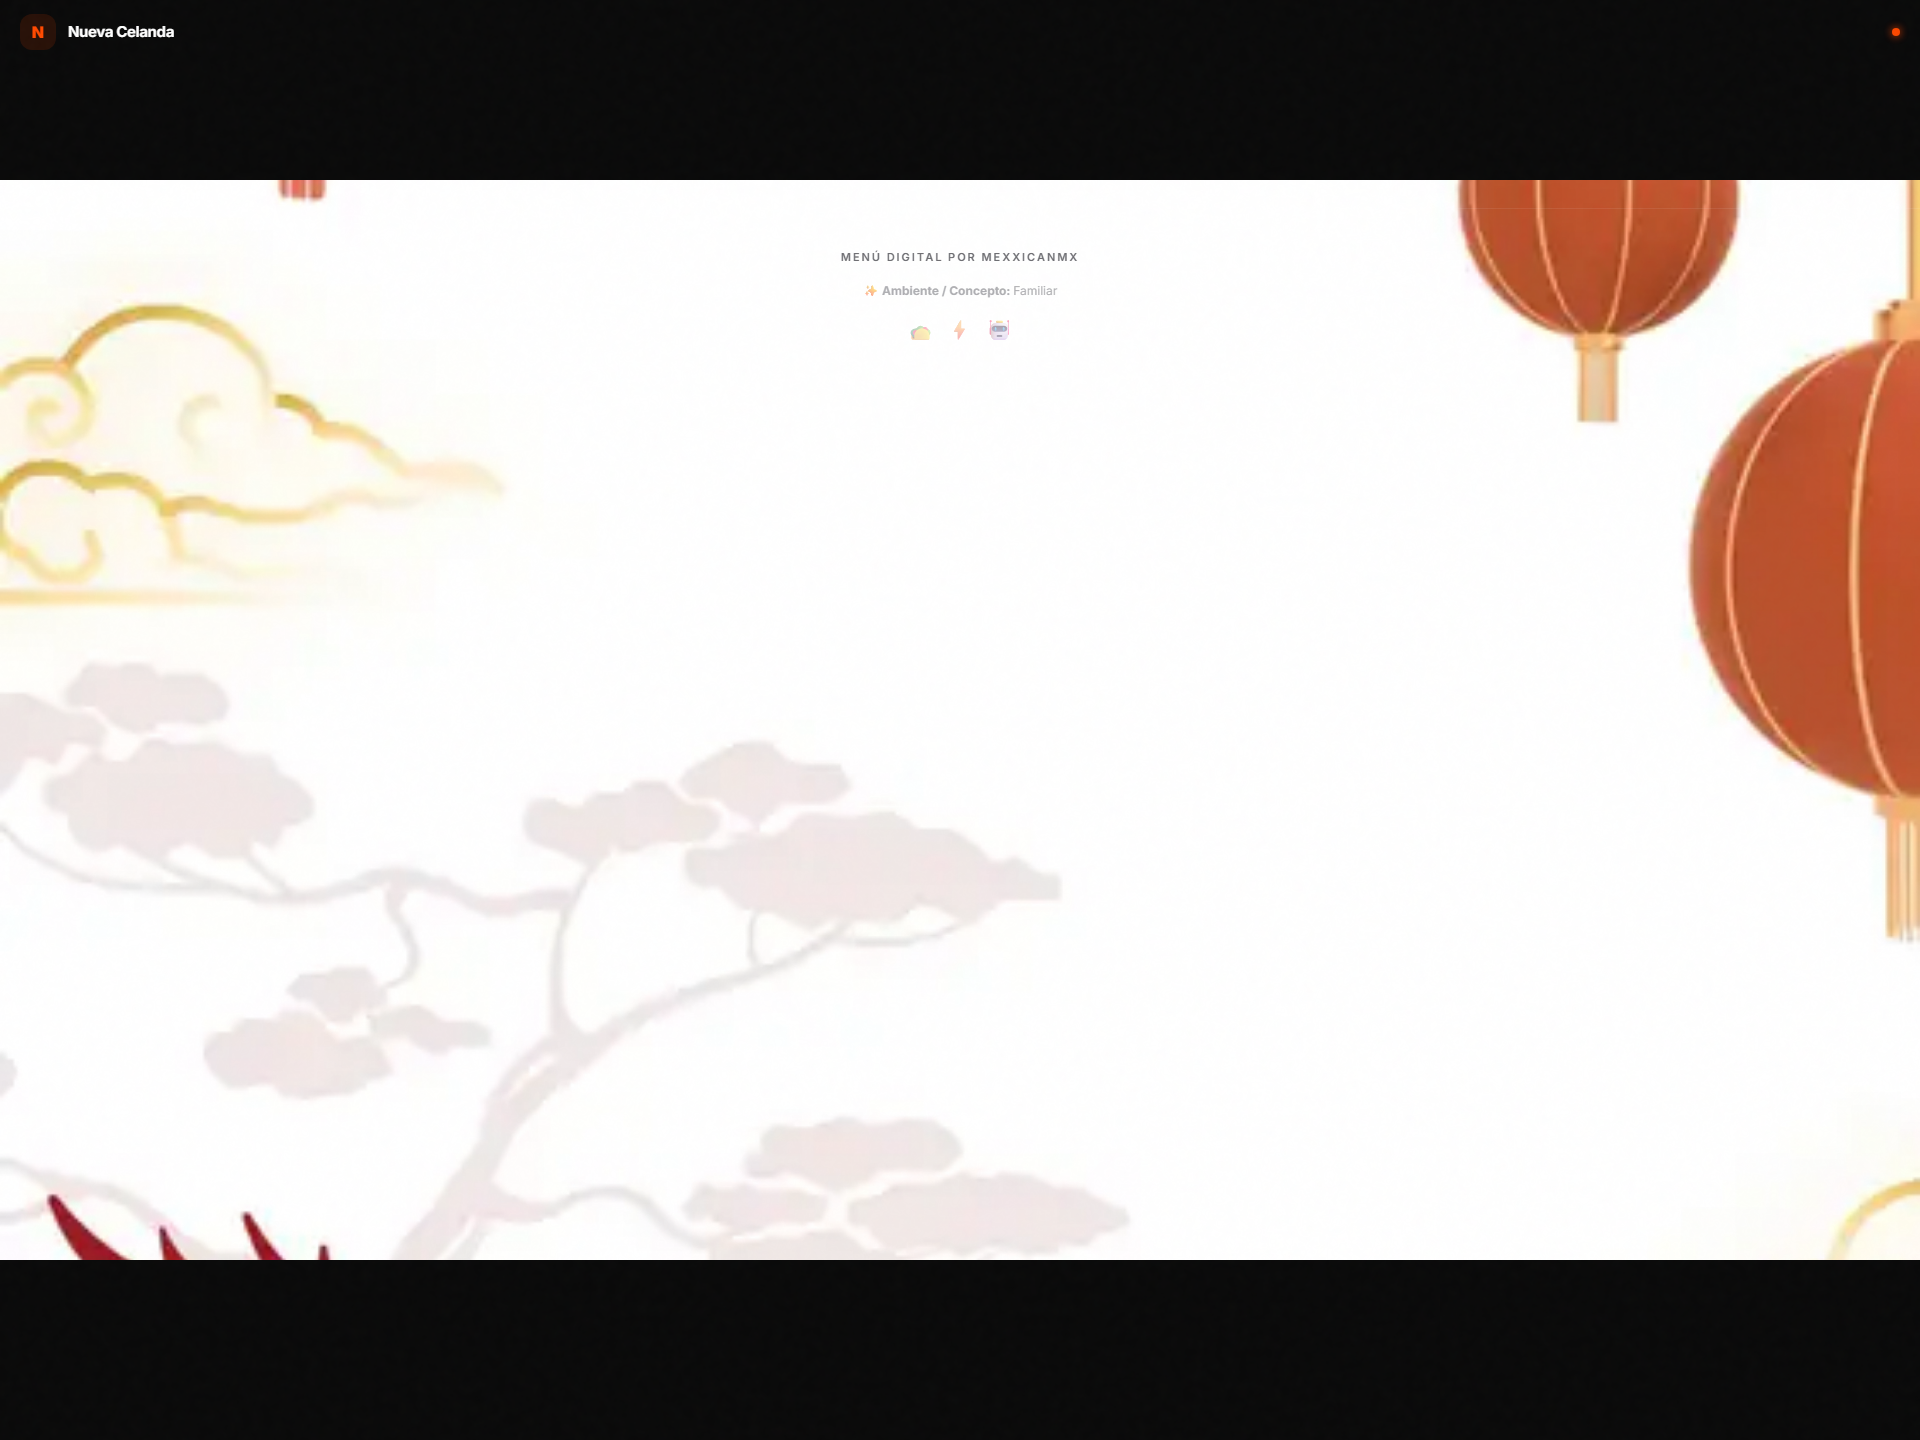 N
Nueva Celanda
MENÚ DIGITAL POR MEXXICANMX
✨ Ambiente / Concepto: Familiar